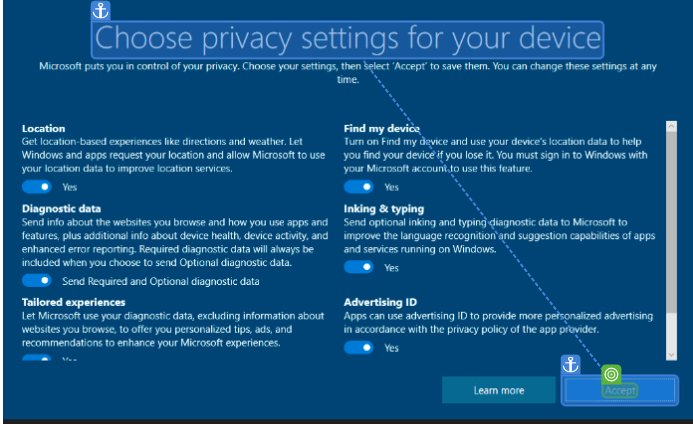 Choose privacy settings for your device
Microsoft puts you in control of your privacy. Choose your settings, then select 'Accept' to save them. You can change these settings at any
time.
Location
Get location-based experiences like directions and weather. Let
Windows and apps request your location and allow Microsoft to use
your location data to improve location services.
Yes
Diagnostic data
Send info about the websites you browse and how you use apps and
features, plus additional info about device health, device activity, and
enhanced error reporting. Required diagnostic data will always be
included when you choose to send Optional diagnostic data.
Send Required and Optional diagnostic data
Tailored experiences
Let Microsoft use your diagnostic data, excluding information about
websites you browse, to offer you personalized tips, ads, and
recommendations to enhance your Microsoft experiences.
Yes
Find my device
Turn on Find my device and use your device's location data to help
you find your device if you lose it. You must sign in to Windows with
your Microsoft account to use this feature.
Yes
Inking & typing
Send optional inking and typing diagnostic data to Microsoft to
improve the language recognition and suggestion capabilities of apps
and services running on Windows.
Yes
Advertising ID
Apps can use advertising ID to provide more personalized advertising
in accordance with the privacy policy of the app provider.
Yes
Learn more
Accept